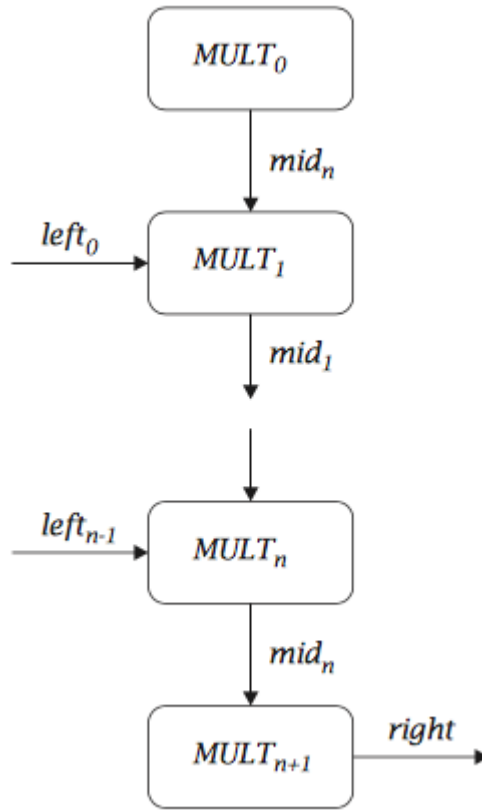 MULT₀
midₙ
left₀
MULT₁
mid₁
leftₙ₋₁
MULTₙ
midₙ
MULTₙ₊₁
right